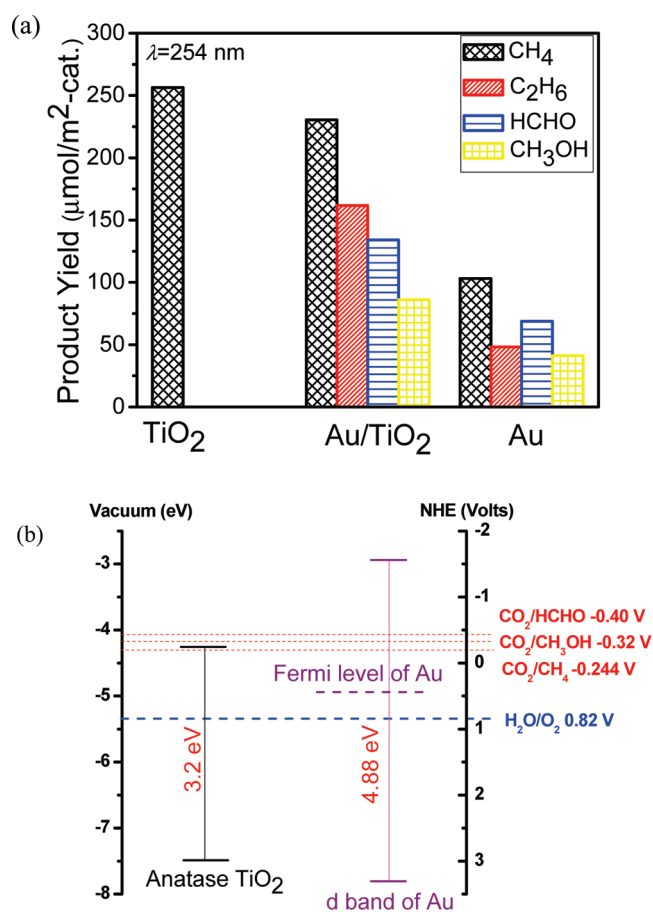 (a)
300
250
200
150
100
50
0
Product Yield (μmol/m²-cat.)
λ=254 nm
CH₄
C₂H₆
HCHO
CH₃OH
TiO₂ Au/TiO₂ Au
(b)
Vacuum (eV) NHE (Volts)
-3
-4
-5
-6
-7
-8
-2
-1
0
1
2
3
CO₂/HCHO -0.40 V
CO₂/CH₃OH -0.32 V
CO₂/CH₄ -0.244 V
Fermi level of Au
H₂O/O₂ 0.82 V
3.2 eV
4.88 eV
Anatase TiO₂
d band of Au